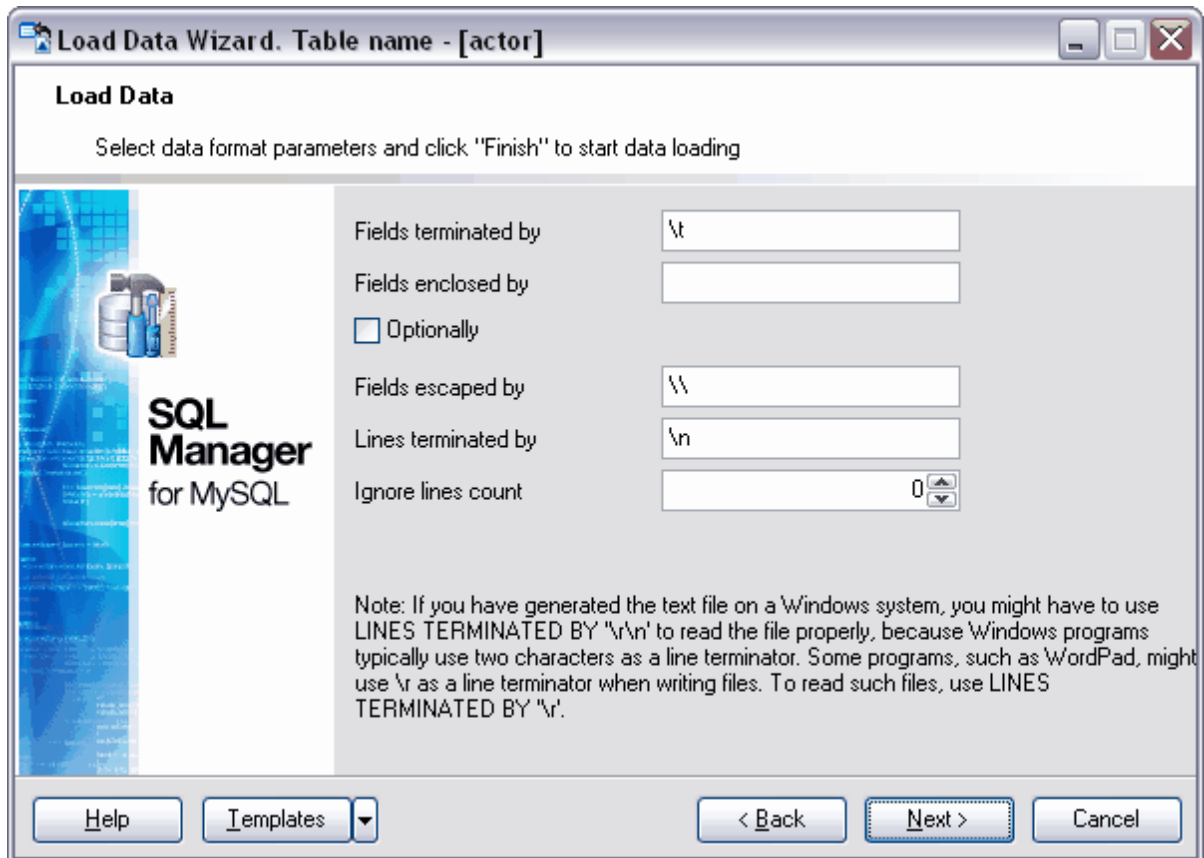 Load Data Wizard. Table name - [actor]
Load Data
Select data format parameters and click "Finish" to start data loading
Fields terminated by
\t
Fields enclosed by
Optionally
Fields escaped by
\\
Lines terminated by
\n
Ignore lines count
0
SQL
Manager
for MySQL
Note: If you have generated the text file on a Windows system, you might have to use
LINES TERMINATED BY '\r\n' to read the file properly, because Windows programs
typically use two characters as a line terminator. Some programs, such as WordPad, might
use \r as a line terminator when writing files. To read such files, use LINES
TERMINATED BY '\r'.
Help
Templates
< Back
Next >
Cancel